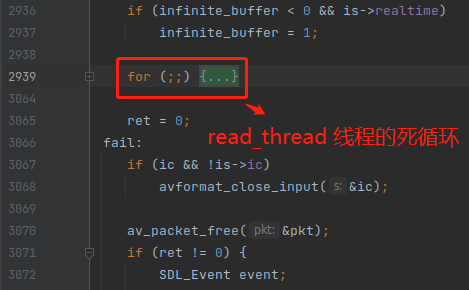 2936 if (infinite_buffer < 0 && is->realtime)
2937 infinite_buffer = 1;
2938
2939 for (;;) {...}
3064
3065 ret = 0;
read_thread 线程的死循环
3066 fail:
3067 if (ic && !is->ic)
3068 avformat_close_input( s: &ic);
3069
3070 av_packet_free( pkt: &pkt);
3071 if (ret != 0) {
3072 SDL_Event event;